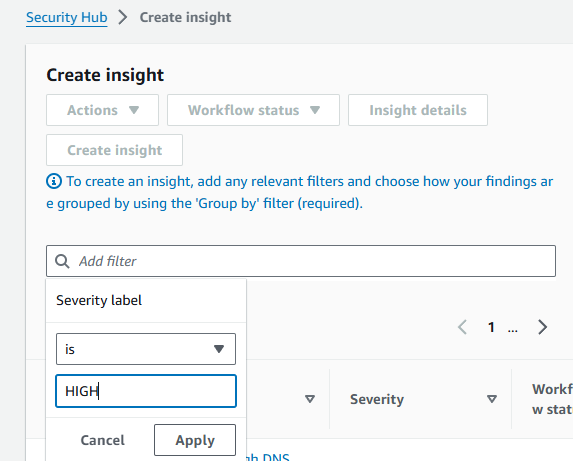 Security Hub > Create insight
Create insight
Actions
Workflow status
Insight details
Create insight
To create an insight, add any relevant filters and choose how your findings ar
e grouped by using the 'Group by' filter (required).
Add filter
Severity label
is
HIGH
Cancel
Apply
1 ...
Severity
Workf
w stat
gh DNS